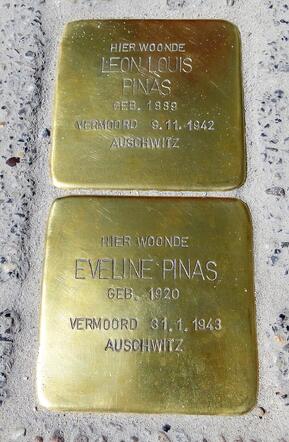 HIER WOONDE
LEON LOUIS
PINAS
GEB. 1889
VERMOORD 9.11.1942
AUSCHWITZ
HIER WOONDE
EVELINE PINAS
GEB. 1920
VERMOORD 31.1.1943
AUSCHWITZ